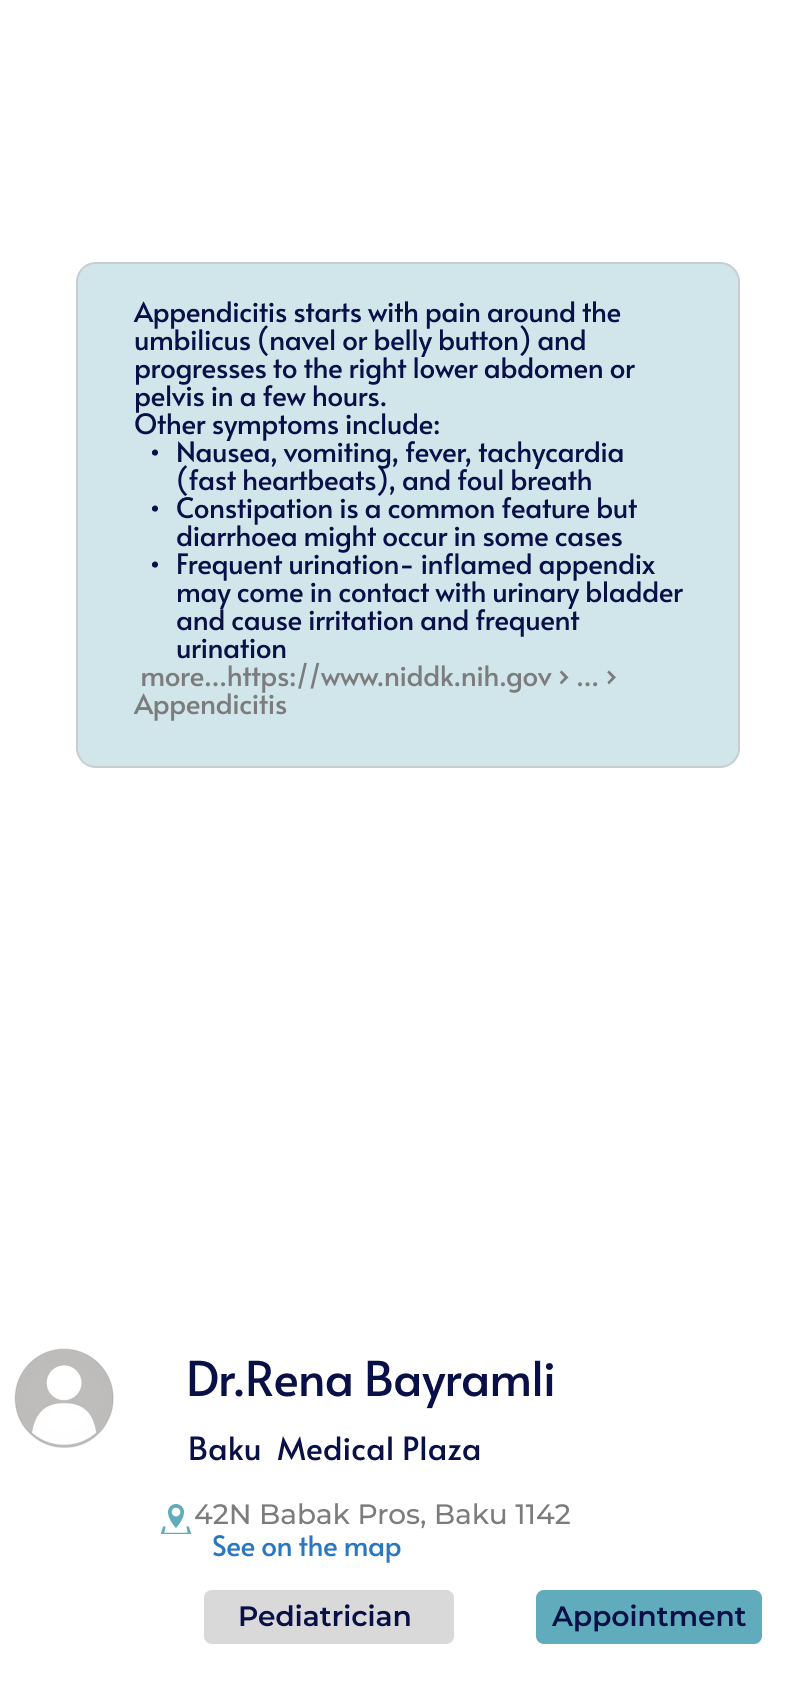 Appendicitis starts with pain around the
umbilicus (navel or belly button) and
progresses to the right lower abdomen or
pelvis in a few hours.
Other symptoms include:
• Nausea, vomiting, fever, tachycardia
(fast heartbeats), and foul breath
• Constipation is a common feature but
diarrhoea might occur in some cases
• Frequent urination- inflamed appendix
may come in contact with urinary bladder
and cause irritation and frequent
urination
more...https://www.niddk.nih.gov › ... ›
Appendicitis
Dr.Rena Bayramli
Baku Medical Plaza
42N Babak Pros, Baku 1142
See on the map
Pediatrician
Appointment